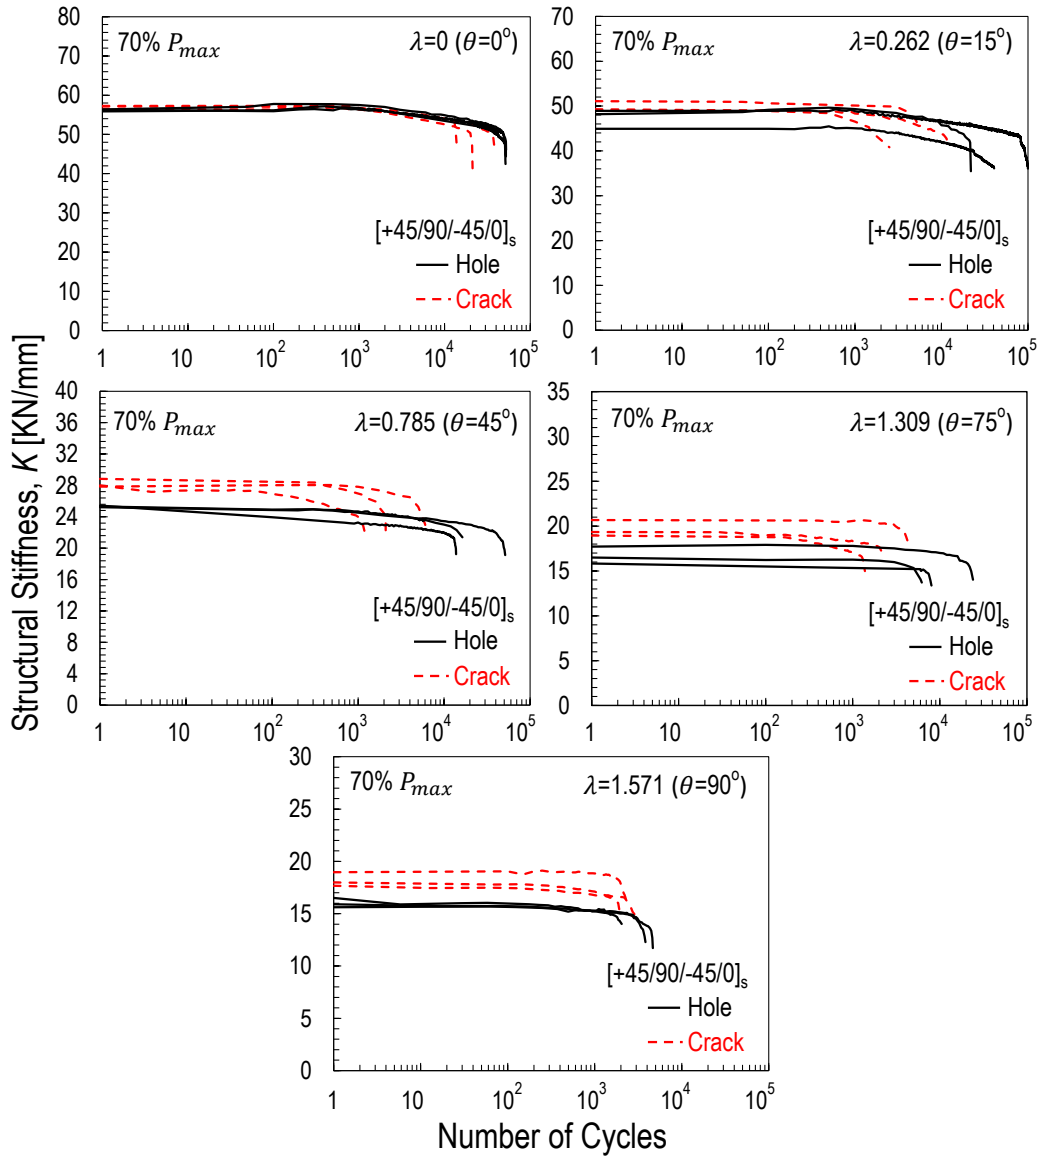 80
70
60
50
40
30
20
10
0
70% P_max
λ=0 (θ=0°)
[+45/90/-45/0]s
Hole
Crack
1
10
10²
10³
10⁴
10⁵
70
60
50
40
30
20
10
0
70% P_max
λ=0.262 (θ=15°)
[+45/90/-45/0]s
Hole
Crack
1
10
10²
10³
10⁴
10⁵
Structural Stiffness, K [KN/mm]
40
36
32
28
24
20
16
12
8
4
0
70% P_max
λ=0.785 (θ=45°)
[+45/90/-45/0]s
Hole
Crack
1
10
10²
10³
10⁴
10⁵
35
30
25
20
15
10
5
0
70% P_max
λ=1.309 (θ=75°)
[+45/90/-45/0]s
Hole
Crack
1
10
10²
10³
10⁴
10⁵
30
25
20
15
10
5
0
70% P_max
λ=1.571 (θ=90°)
[+45/90/-45/0]s
Hole
Crack
1
10
10²
10³
10⁴
10⁵
Number of Cycles